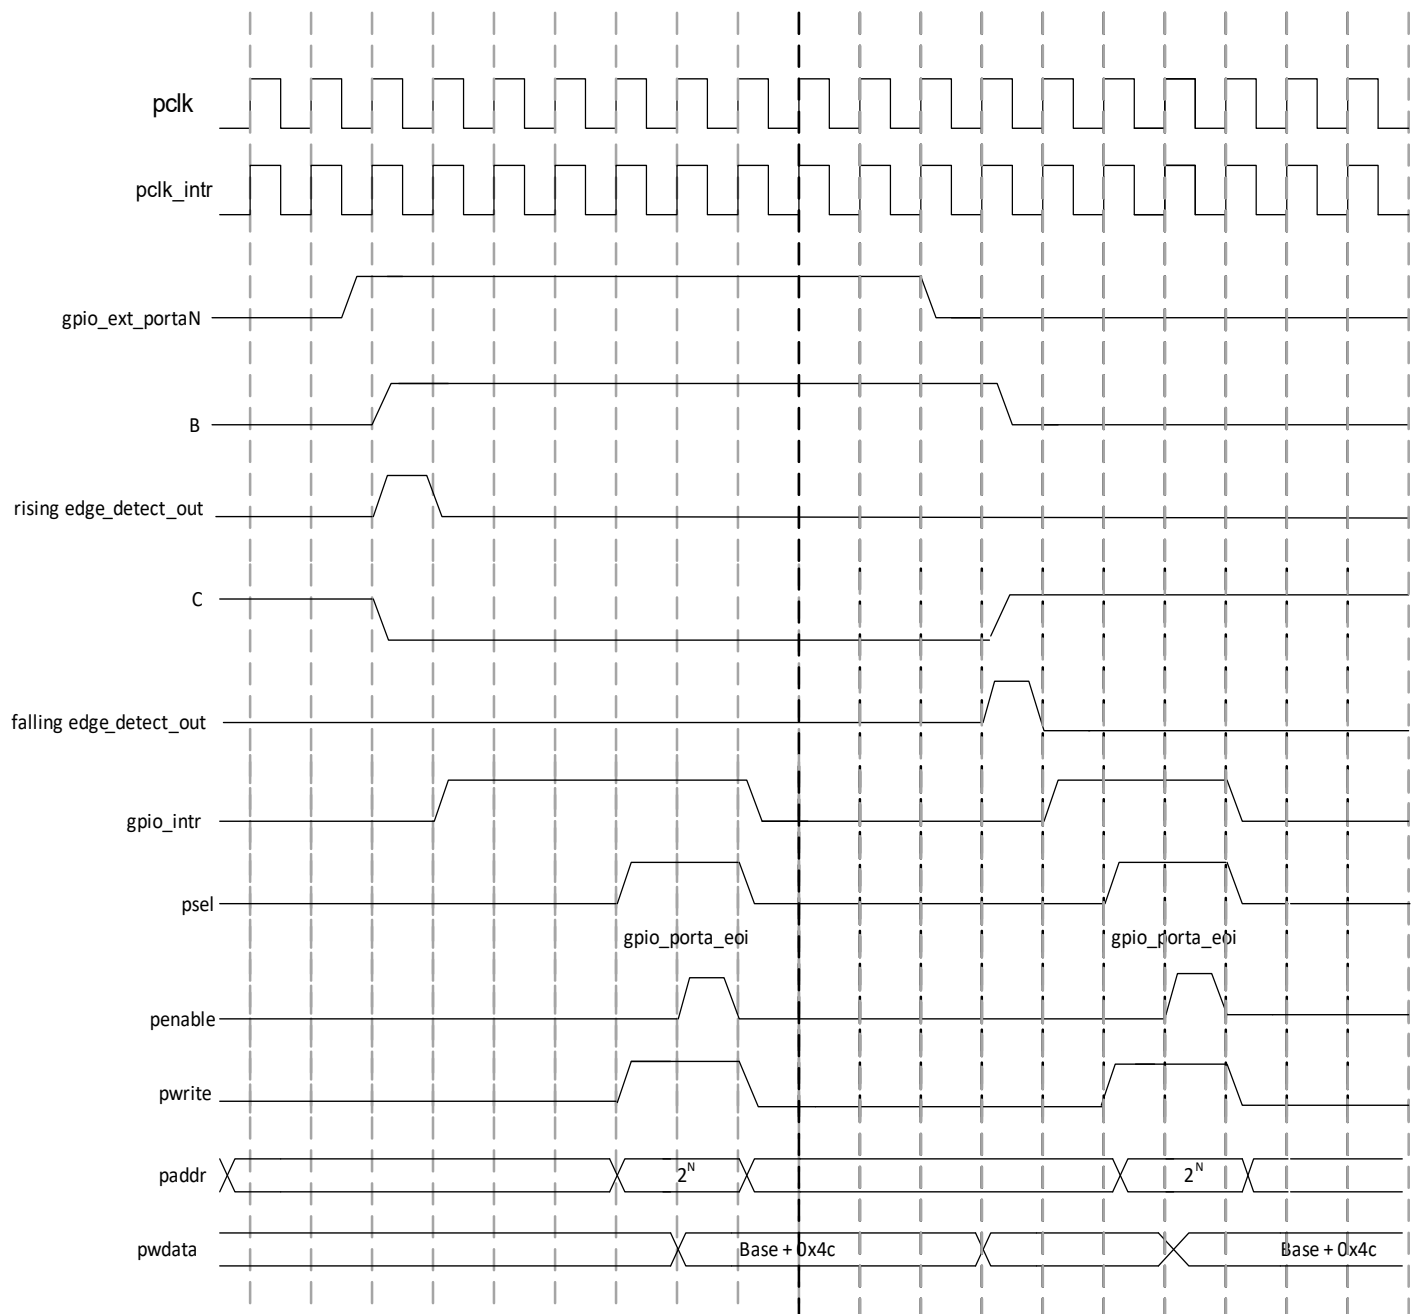 pclk
pclk_intr
gpio_ext_portaN
B
rising edge_detect_out
C
falling edge_detect_out
gpio_intr
psel
gpio_porta_eoi gpio_porta_eoi
penable
pwrite
paddr 2^N 2^N
pwdata Base + 0x4c Base + 0x4c